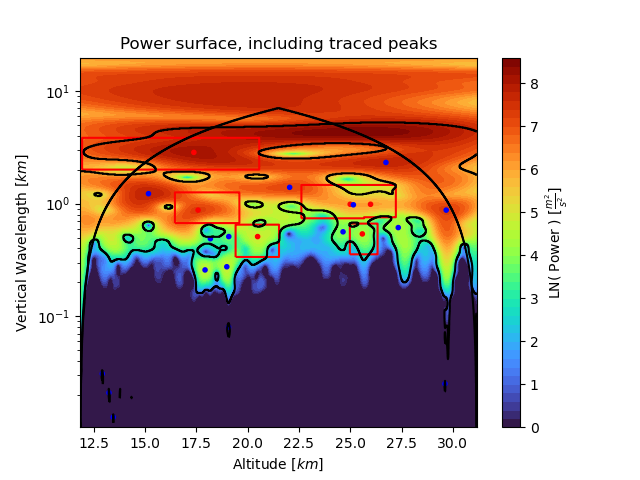 Power surface, including traced peaks
Vertical Wavelength [km]
10¹
10⁰
10⁻¹
12.5 15.0 17.5 20.0 22.5 25.0 27.5 30.0
Altitude [km]
8
7
6
5
4
3
2
1
0
LN( Power ) [m²/s²]